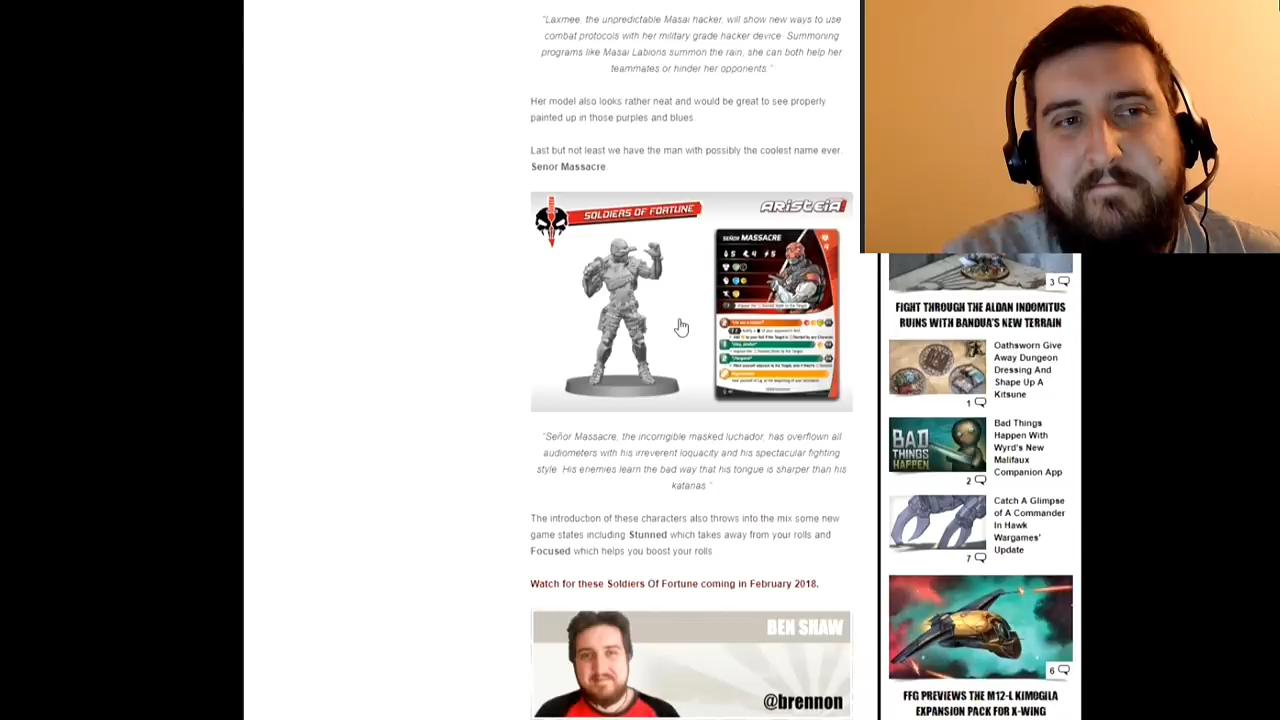 "Laxmee, the unpredictable Masai hacker, will show new ways to use
combat protocols with her military grade hacker device. Summoning
programs like Masai Labions summon the rain, she can both help her
teammates or hinder her opponents."
Her model also looks rather neat and would be great to see properly
painted up in those purples and blues.
Last but not least we have the man with possibly the coolest name ever.
Senor Massacre.
SOLDIERS OF FORTUNE
ARISTEIA!
SEÑOR MASSACRE
5 4 5
"Señor Massacre, the incorrigible masked luchador, has overflown all
audiometers with his irreverent loquacity and his spectacular fighting
style. His enemies learn the bad way that his tongue is sharper than his
katanas."
The introduction of these characters also throws into the mix some new
game states including Stunned which takes away from your rolls and
Focused which helps you boost your rolls
Watch for these Soldiers Of Fortune coming in February 2018.
BEN SHAW
@brennon
3
FIGHT THROUGH THE ALDAN INDOMITUS
RUINS WITH BANDUA'S NEW TERRAIN
Oathsworn Give
Away Dungeon
Dressing And
Shape Up A
Kitsune
1
BAD
THINGS
HAPPEN
Bad Things
Happen With
Wyrd's New
Malifaux
Companion App
2
Catch A Glimpse
of A Commander
In Hawk
Wargames'
Update
7
6
FFG PREVIEWS THE M12-L KIMOGILA
EXPANSION PACK FOR X-WING